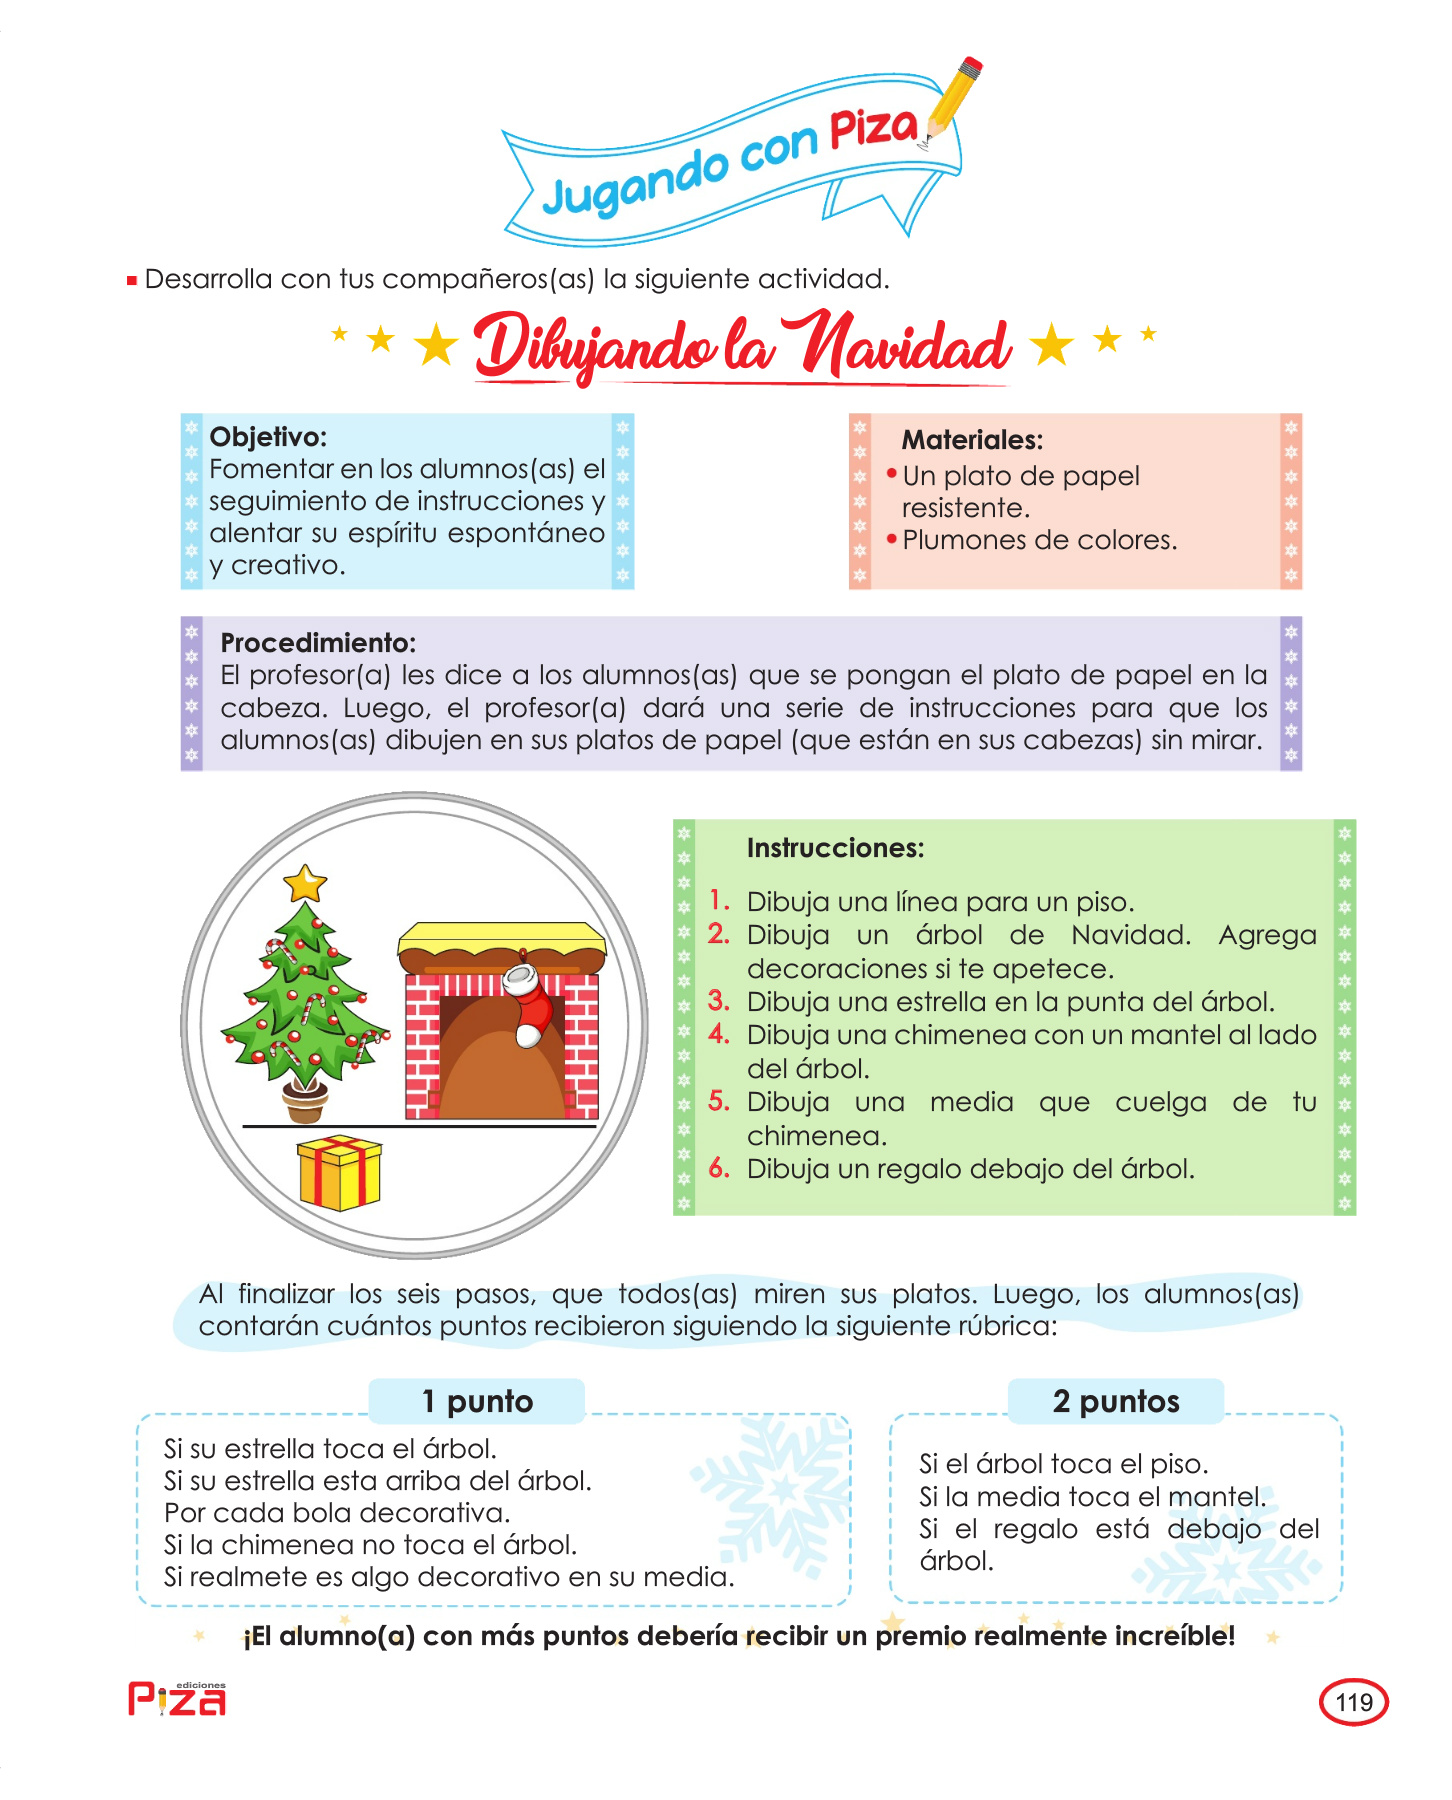 Jugando con Piza
Desarrolla con tus compañeros(as) la siguiente actividad.
Dibujando la Navidad
Objetivo:
Fomentar en los alumnos(as) el
seguimiento de instrucciones y
alentar su espíritu espontáneo
y creativo.
Materiales:
• Un plato de papel
resistente.
• Plumones de colores.
Procedimiento:
El profesor(a) les dice a los alumnos(as) que se pongan el plato de papel en la
cabeza. Luego, el profesor(a) dará una serie de instrucciones para que los
alumnos(as) dibujen en sus platos de papel (que están en sus cabezas) sin mirar.
Instrucciones:
1. Dibuja una línea para un piso.
2. Dibuja un árbol de Navidad. Agrega
decoraciones si te apetece.
3. Dibuja una estrella en la punta del árbol.
4. Dibuja una chimenea con un mantel al lado
del árbol.
5. Dibuja una media que cuelga de tu
chimenea.
6. Dibuja un regalo debajo del árbol.
Al finalizar los seis pasos, que todos(as) miren sus platos. Luego, los alumnos(as)
contarán cuántos puntos recibieron siguiendo la siguiente rúbrica:
1 punto
Si su estrella toca el árbol.
Si su estrella esta arriba del árbol.
Por cada bola decorativa.
Si la chimenea no toca el árbol.
Si realmete es algo decorativo en su media.
2 puntos
Si el árbol toca el piso.
Si la media toca el mantel.
Si el regalo está debajo del
árbol.
¡El alumno(a) con más puntos debería recibir un premio realmente increíble!
ediciones
Piza
119